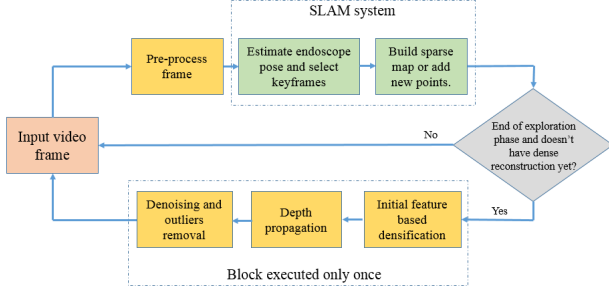 SLAM system
Pre-process
frame
Estimate endoscope
pose and select
keyframes
Build sparse
map or add
new points.
Input video
frame
No
End of exploration
phase and doesn't
have dense
reconstruction yet?
Yes
Denoising and
outliers
removal
Depth
propagation
Initial feature
based
densification
Block executed only once